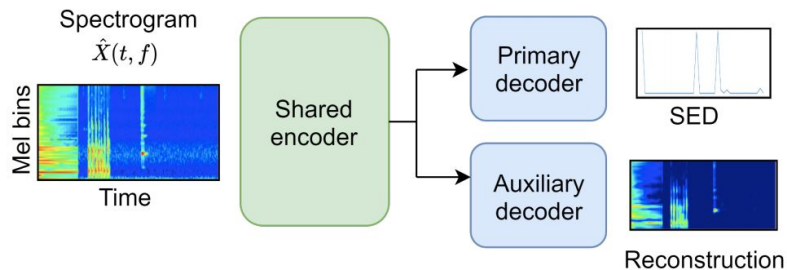 Spectrogram
X̂(t, f)
Mel bins
Time
Shared
encoder
Primary
decoder
SED
Auxiliary
decoder
Reconstruction